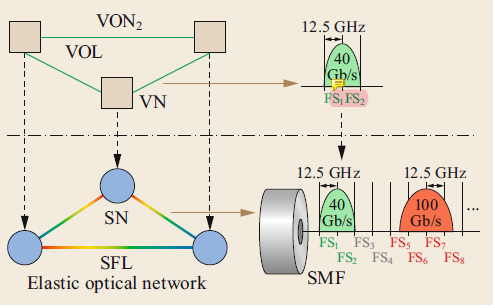 VON₂
VOL
VN
12.5 GHz
40
Gb/s
FS₁ FS₂
SN
SFL
Elastic optical network
12.5 GHz
12.5 GHz
40
Gb/s
100
Gb/s
...
FS₁ FS₃ FS₅ FS₇
FS₂ FS₄ FS₆ FS₈
SMF